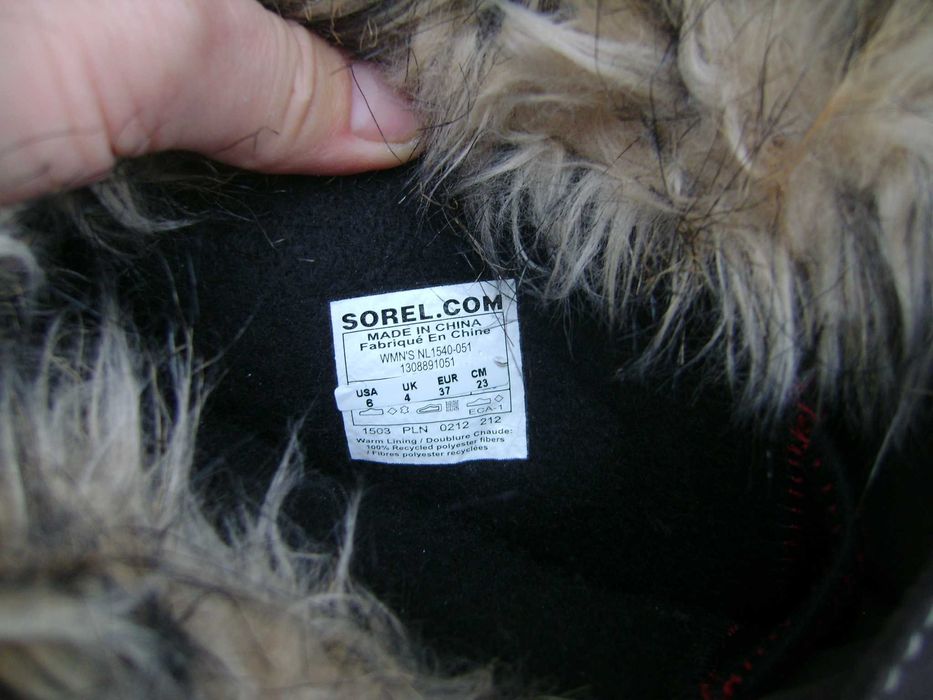 SOREL.COM
MADE IN CHINA
Fabriqué En Chine
WMN'S NL1540-051
1308891051
USA UK EUR CM
6 4 37 23
ECA-1
1503 PLN 0212 212
Warm Lining / Doublure Chaude:
100% Recycled polyester fibers
/ Fibres polyester recyclées